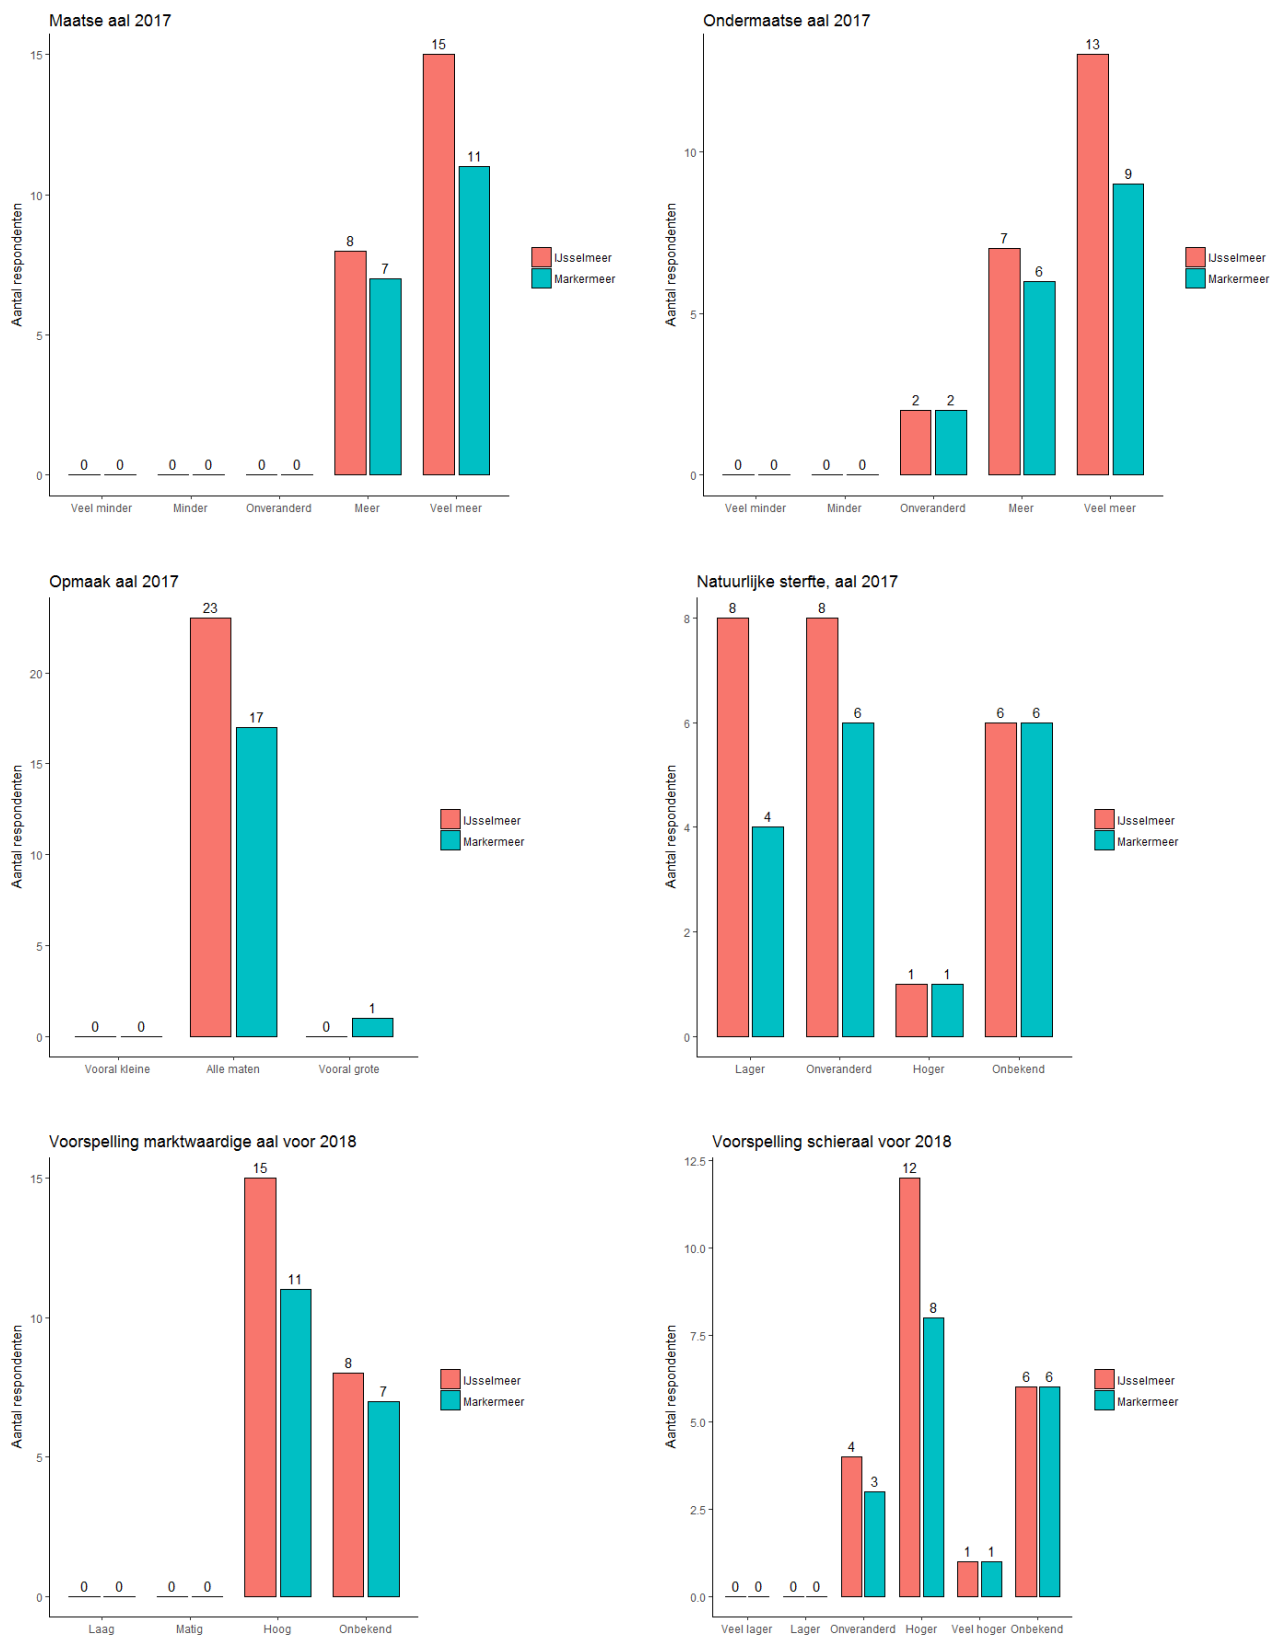 Maatse aal 2017
Aantal respondenten
15
10
5
0
0 0 0 0 0 0 8 7 15 11
Veel minder Minder Onveranderd Meer Veel meer
IJsselmeer
Markermeer
Ondermaatse aal 2017
Aantal respondenten
10
5
0
0 0 0 0 2 2 7 6 13 9
Veel minder Minder Onveranderd Meer Veel meer
IJsselmeer
Markermeer
Opmaak aal 2017
Aantal respondenten
20
15
10
5
0
0 0 23 17 0 1
Vooral kleine Alle maten Vooral grote
IJsselmeer
Markermeer
Natuurlijke sterfte, aal 2017
Aantal respondenten
8
6
4
2
0
8 4 8 6 1 1 6 6
Lager Onveranderd Hoger Onbekend
IJsselmeer
Markermeer
Voorspelling marktwaardige aal voor 2018
Aantal respondenten
15
10
5
0
0 0 0 0 15 11 8 7
Laag Matig Hoog Onbekend
IJsselmeer
Markermeer
Voorspelling schieraal voor 2018
Aantal respondenten
12.5
10.0
7.5
5.0
2.5
0.0
0 0 0 0 4 3 12 8 1 1 6 6
Veel lager Lager Onveranderd Hoger Veel hoger Onbekend
IJsselmeer
Markermeer